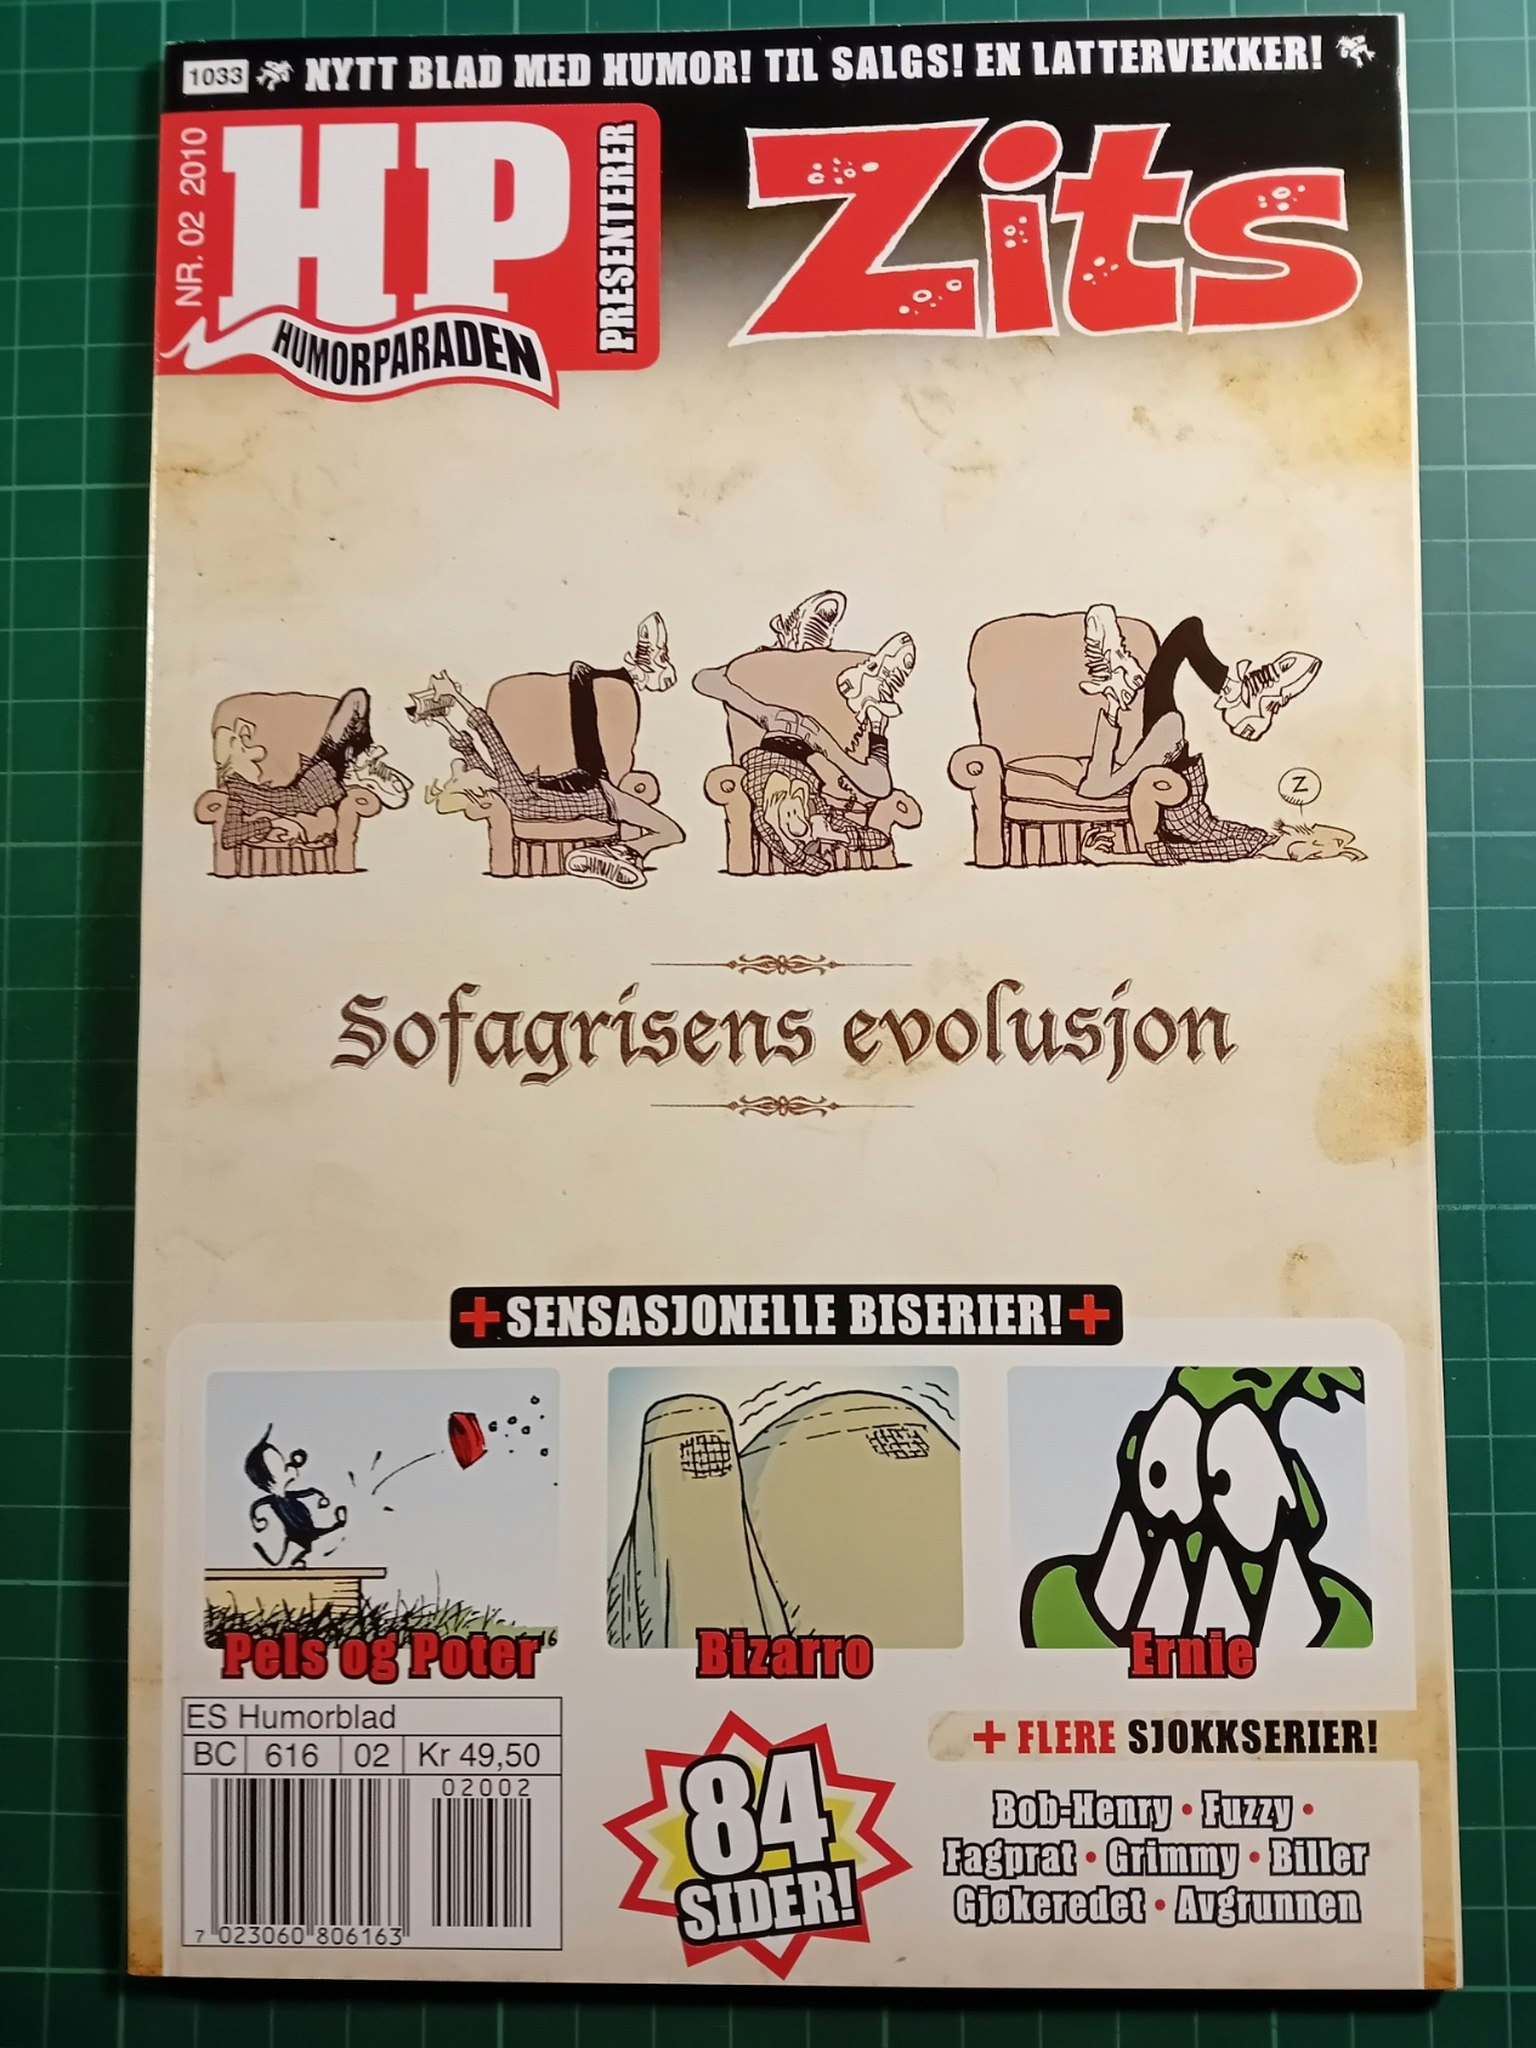 1033 NYTT BLAD MED HUMOR! TIL SALGS! EN LATTERVEKKER!
NR. 02 2010
HP
HUMORPARADEN
PRESENTERER
Zits
Z
Sofagrisens evolusjon
+ SENSASJONELLE BISERIER! +
16
Pels og Poter
Bizarro
Ernie
ES Humorblad
BC 616 02 Kr 49,50
02002
7 023060 806163
84
SIDER!
+ FLERE SJOKKSERIER!
Bob-Henry • Fuzzy •
Fagprat • Grimmy • Biller
Gjøkeredet • Avgrunnen